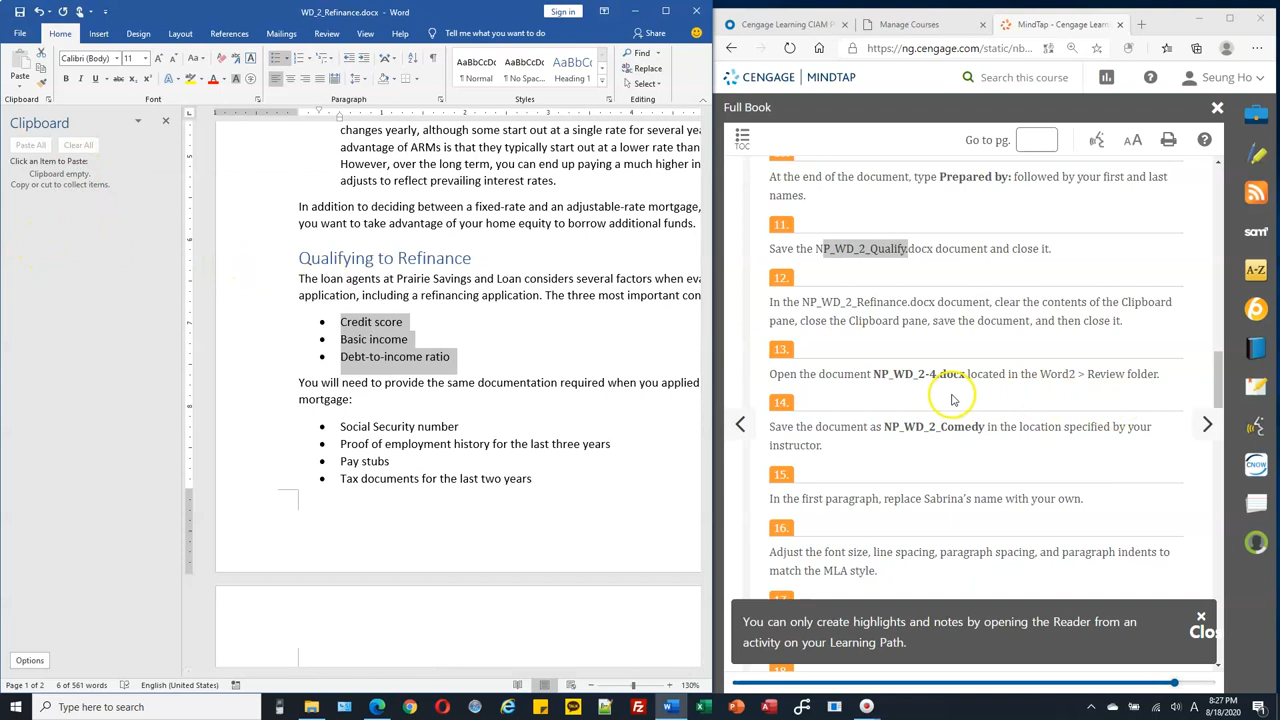 WD_2_Refinance.docx - Word
Sign in
File Home Insert Draw Design Layout References Mailings Review View Help Tell me what you want to do Share
Paste
Calibri (Body) 11
AaBbCcDc AaBbCcDc AaBbCc
¶ Normal ¶ No Spac... Heading 1
Find
Replace
Select
Clipboard Font Paragraph Styles Editing
Clipboard
Paste All Clear All
Click an Item to Paste:
Clipboard empty.
Copy or cut to collect items.
Options
changes yearly, although some start out at a single rate for several yea
advantage of ARMs is that they typically start out at a lower rate than
However, over the long term, you can end up paying a much higher in
adjusts to reflect prevailing interest rates.
In addition to deciding between a fixed-rate and an adjustable-rate mortgage,
you want to take advantage of your home equity to borrow additional funds.
Qualifying to Refinance
The loan agents at Prairie Savings and Loan considers several factors when eva
application, including a refinancing application. The three most important con
• Credit score
• Basic income
• Debt-to-income ratio
You will need to provide the same documentation required when you applied
mortgage:
• Social Security number
• Proof of employment history for the last three years
• Pay stubs
• Tax documents for the last two years
Page 1 of 2 6 of 561 words English (United States) 130%
Cengage Learning CIAM P
Manage Courses
MindTap - Cengage Learn
https://ng.cengage.com/static/nb
CENGAGE MINDTAP
Search this course
Seung Ho
Full Book
TOC
Go to pg.
AA
At the end of the document, type Prepared by: followed by your first and last
names.
11.
Save the NP_WD_2_Qualify.docx document and close it.
12.
In the NP_WD_2_Refinance.docx document, clear the contents of the Clipboard
pane, close the Clipboard pane, save the document, and then close it.
13.
Open the document NP_WD_2-4.docx located in the Word2 > Review folder.
14.
Save the document as NP_WD_2_Comedy in the location specified by your
instructor.
15.
In the first paragraph, replace Sabrina's name with your own.
16.
Adjust the font size, line spacing, paragraph spacing, and paragraph indents to
match the MLA style.
You can only create highlights and notes by opening the Reader from an
activity on your Learning Path.
Clos
sam
A-Z
CNOW
Type here to search
8:27 PM
8/18/2020